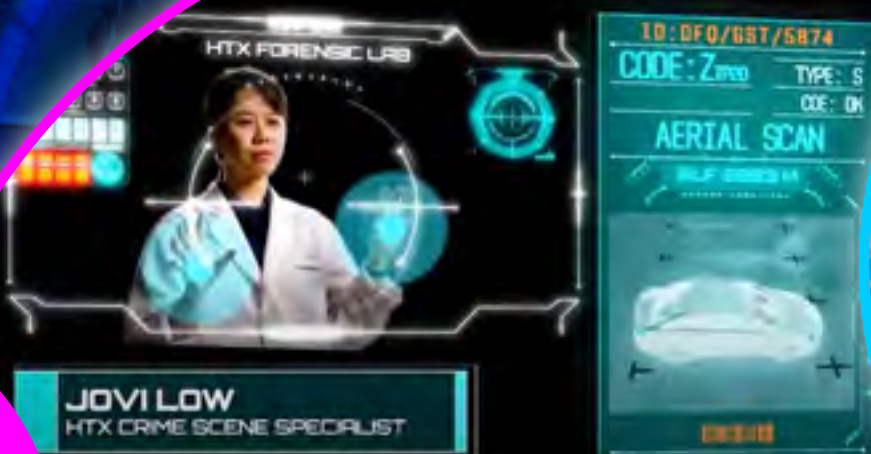 HTX FORENSIC LAB
JOVI LOW
HTX CRIME SCENE SPECIALIST
ID:DFQ/GST/5874
CODE:Z
TYPE: S
COE: OK
AERIAL SCAN